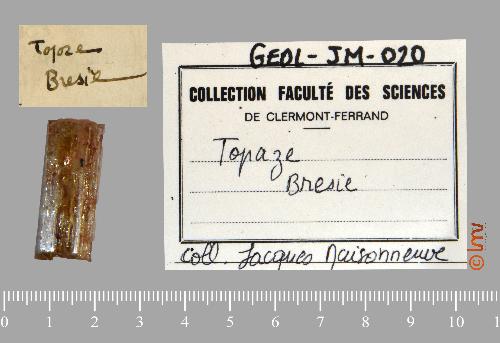 Topaze
Bresie
GEOL-JM-020
COLLECTION FACULTÉ DES SCIENCES
DE CLERMONT-FERRAND
Topaze
Bresie
coll. Jacques Maisonneuve
0 1 2 3 4 5 6 7 8 9 10 1